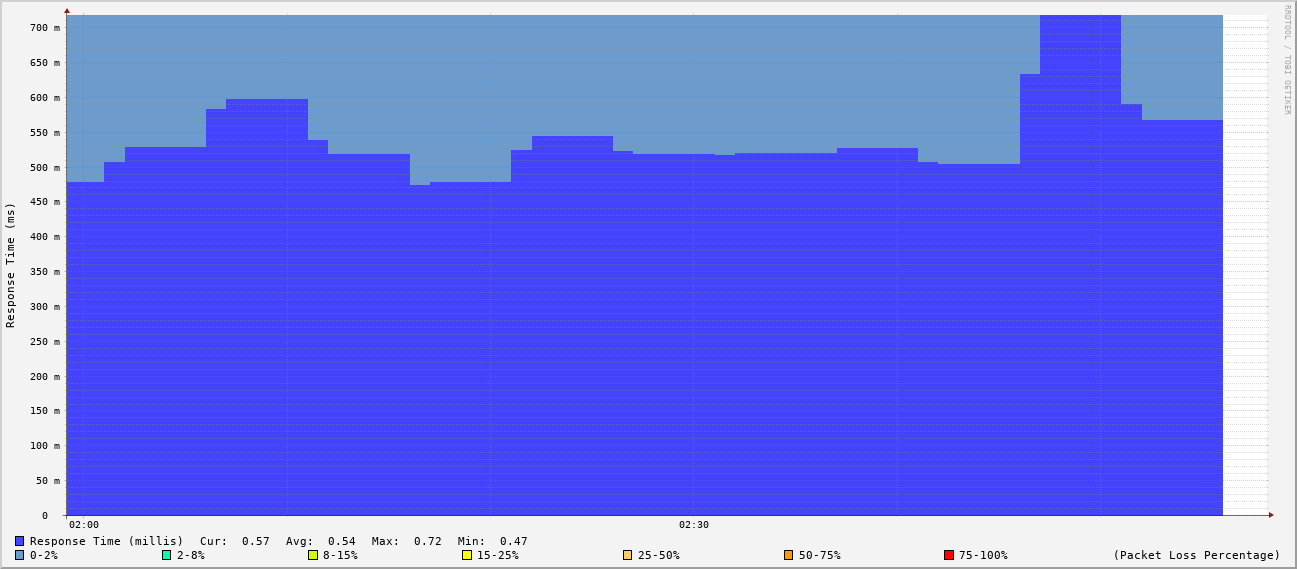 RRDTOOL / TOBI OETIKER
Response Time (ms)
700 m
650 m
600 m
550 m
500 m
450 m
400 m
350 m
300 m
250 m
200 m
150 m
100 m
50 m
0
02:00 02:30
Response Time (millis) Cur: 0.57 Avg: 0.54 Max: 0.72 Min: 0.47
0-2% 2-8% 8-15% 15-25% 25-50% 50-75% 75-100% (Packet Loss Percentage)